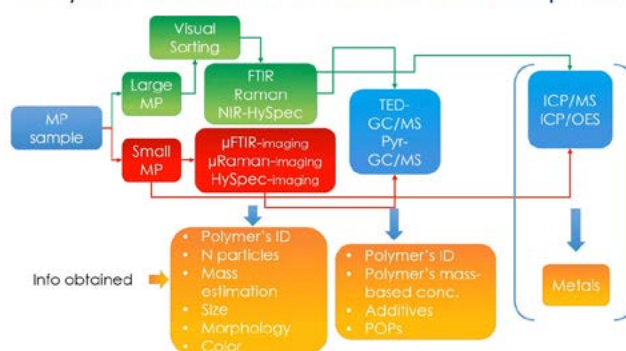 Visual
Sorting
FTIR
Raman
NIR-HySpec
Large
MP
MP
sample
TED-
GC/MS
Pyr-
GC/MS
ICP/MS
ICP/OES
Small
MP
µFTIR-imaging
µRaman-imaging
HySpec-imaging
• Polymer's ID
• N particles
• Mass
estimation
• Size
• Morphology
• Color
• Polymer's ID
• Polymer's mass-
based conc.
• Additives
• POPs
Info obtained
Metals